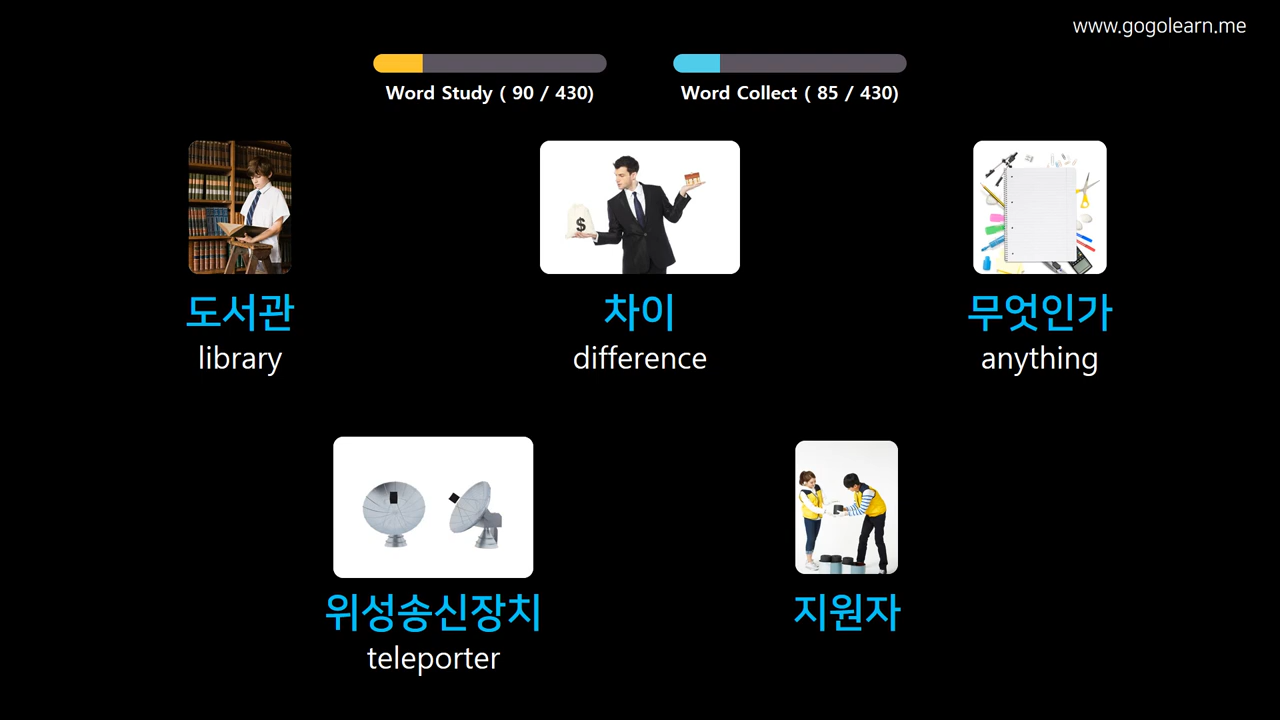 www.gogolearn.me
Word Study ( 90 / 430)
Word Collect ( 85 / 430)
도서관
library
차이
difference
무엇인가
anything
위성송신장치
teleporter
지원자
$